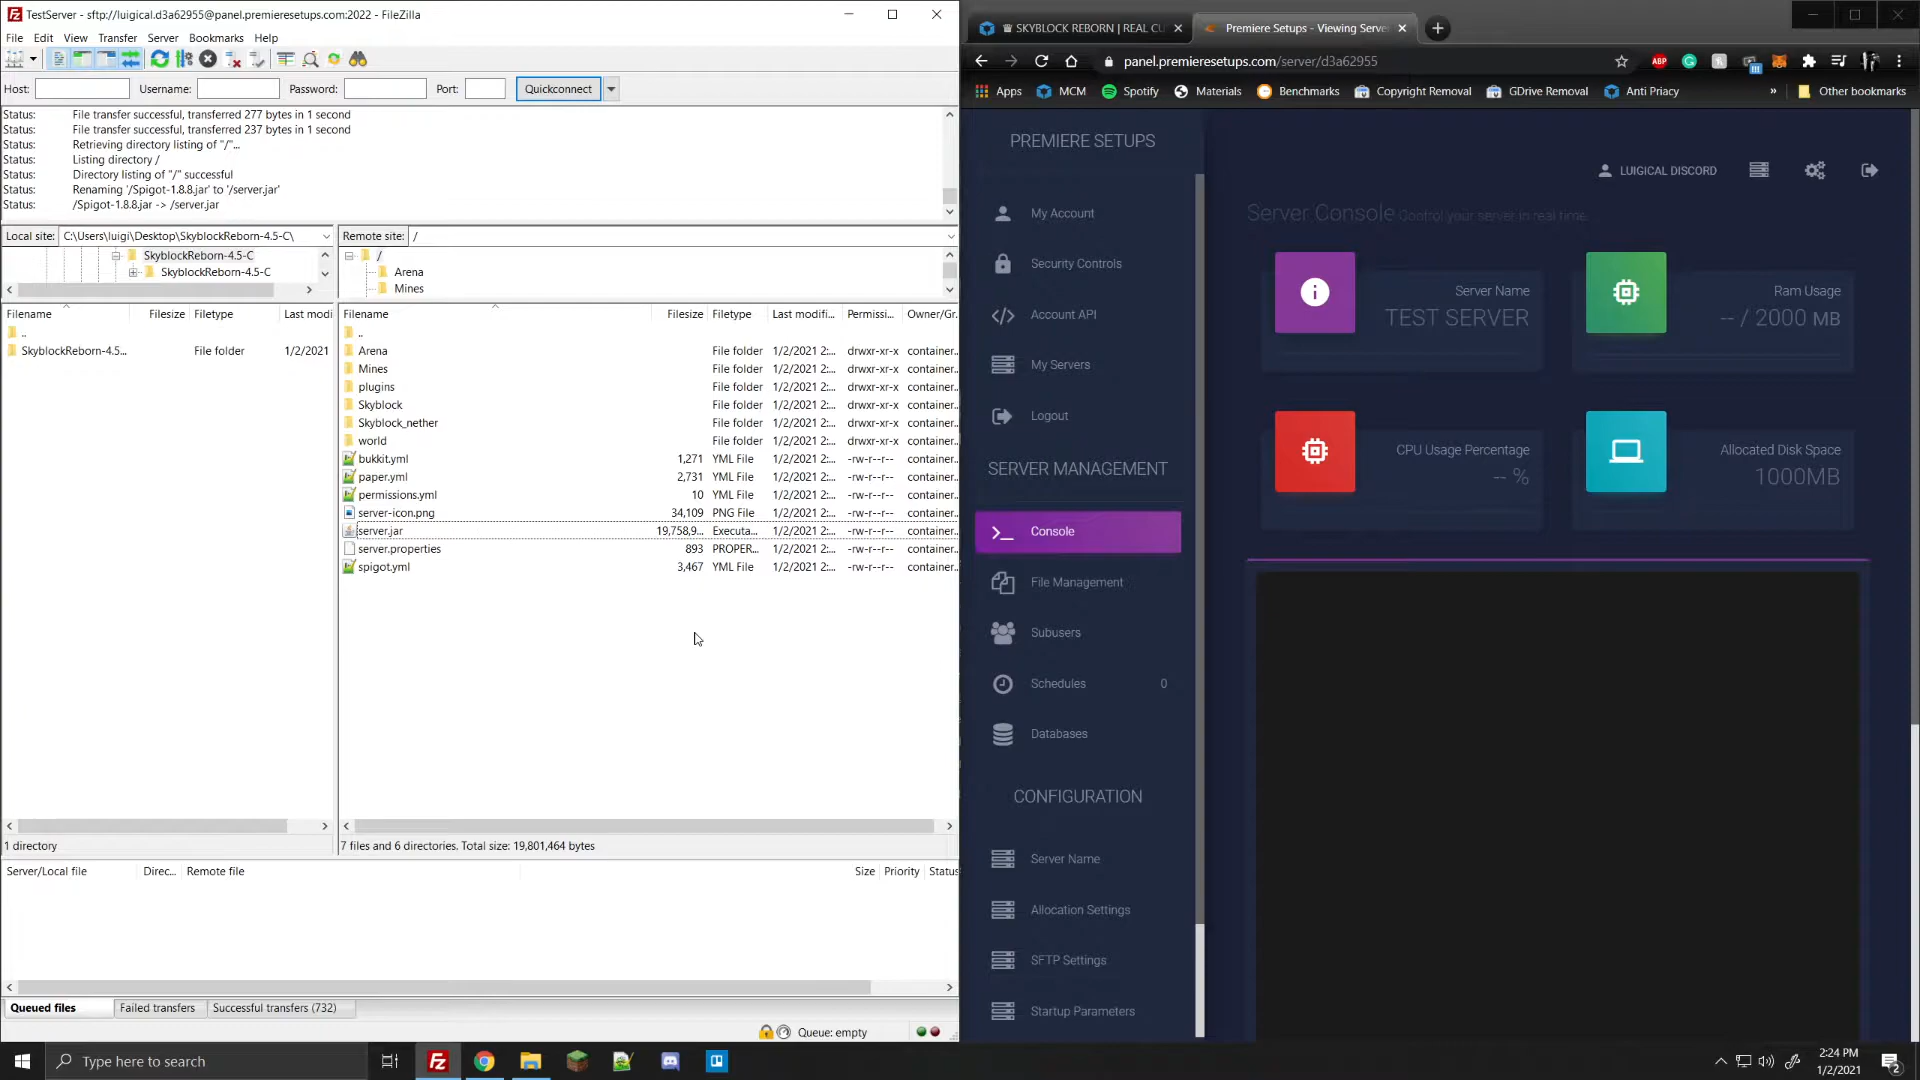 TestServer - sftp://luigical.d3a62955@panel.premieresetups.com:2022 - FileZilla
File Edit View Transfer Server Bookmarks Help
Host: Username: Password: Port: Quickconnect
Status: File transfer successful, transferred 277 bytes in 1 second
Status: File transfer successful, transferred 237 bytes in 1 second
Status: Retrieving directory listing of "/"...
Status: Listing directory /
Status: Directory listing of "/" successful
Status: Renaming '/Spigot-1.8.8.jar' to '/server.jar'
Status: /Spigot-1.8.8.jar -> /server.jar
Local site: C:\Users\luigi\Desktop\SkyblockReborn-4.5-C\
SkyblockReborn-4.5-C
SkyblockReborn-4.5-C
Filename Filesize Filetype Last modi
..
SkyblockReborn-4.5... File folder 1/2/2021
1 directory
Remote site: /
/
Arena
Mines
Filename Filesize Filetype Last modifi... Permissi... Owner/Gr.
..
Arena File folder 1/2/2021 2:... drwxr-xr-x container..
Mines File folder 1/2/2021 2:... drwxr-xr-x container..
plugins File folder 1/2/2021 2:... drwxr-xr-x container..
Skyblock File folder 1/2/2021 2:... drwxr-xr-x container..
Skyblock_nether File folder 1/2/2021 2:... drwxr-xr-x container..
world File folder 1/2/2021 2:... drwxr-xr-x container..
bukkit.yml 1,271 YML File 1/2/2021 2:... -rw-r--r-- container..
paper.yml 2,731 YML File 1/2/2021 2:... -rw-r--r-- container..
permissions.yml 10 YML File 1/2/2021 2:... -rw-r--r-- container..
server-icon.png 34,109 PNG File 1/2/2021 2:... -rw-r--r-- container..
server.jar 19,758,9... Executa... 1/2/2021 2:... -rw-r--r-- container..
server.properties 893 PROPER... 1/2/2021 2:... -rw-r--r-- container..
spigot.yml 3,467 YML File 1/2/2021 2:... -rw-r--r-- container..
7 files and 6 directories. Total size: 19,801,464 bytes
Server/Local file Direc... Remote file Size Priority Status
Queued files Failed transfers Successful transfers (732)
Queue: empty
SKYBLOCK REBORN | REAL CU
Premiere Setups - Viewing Serve
panel.premieresetups.com/server/d3a62955
ABP
Apps MCM Spotify Materials Benchmarks Copyright Removal GDrive Removal Anti Pricacy » Other bookmarks
PREMIERE SETUPS
My Account
Security Controls
Account API
My Servers
Logout
SERVER MANAGEMENT
Console
File Management
Subusers
Schedules 0
Databases
CONFIGURATION
Server Name
Allocation Settings
SFTP Settings
Startup Parameters
LUIGICAL DISCORD
Server Console Control your server in real time.
Server Name
TEST SERVER
Ram Usage
-- / 2000 MB
CPU Usage Percentage
-- %
Allocated Disk Space
1000MB
Type here to search
2:24 PM
1/2/2021
2